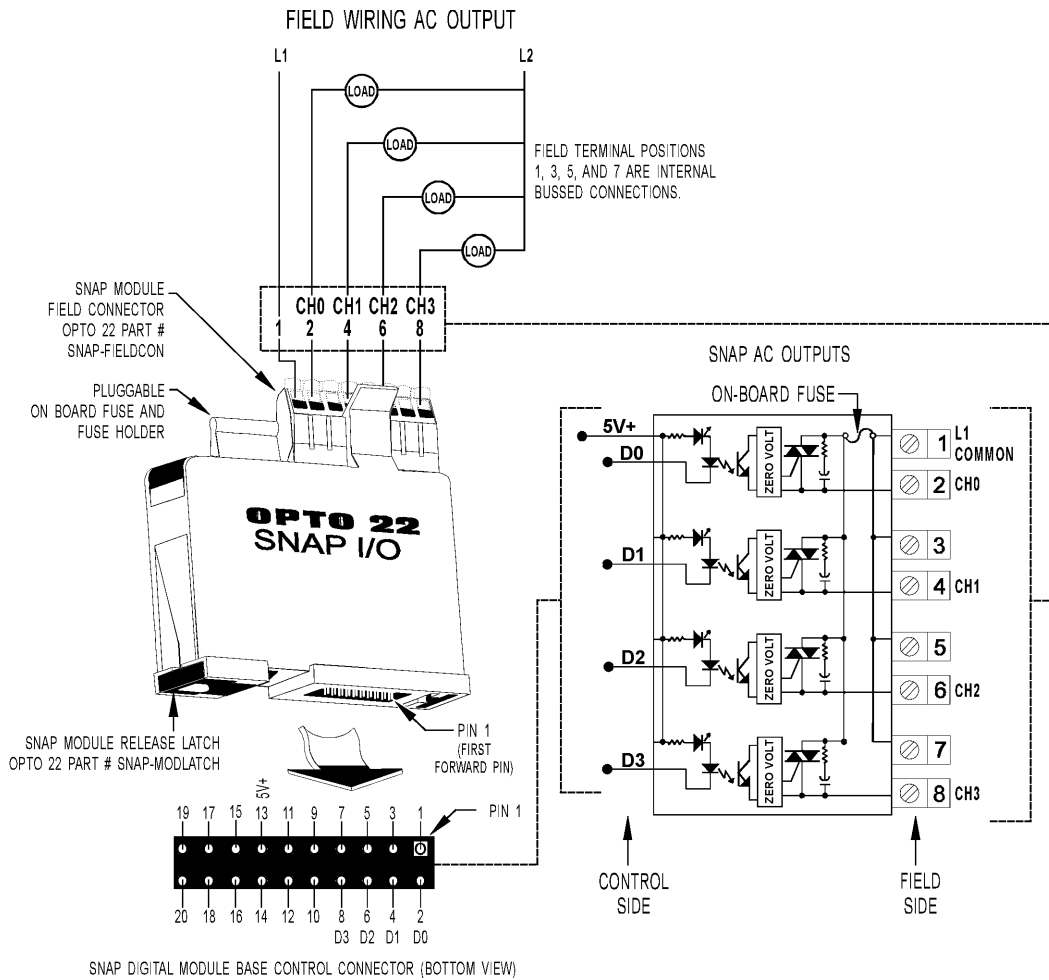 FIELD WIRING AC OUTPUT
L1
L2
LOAD
LOAD
LOAD
LOAD
FIELD TERMINAL POSITIONS
1, 3, 5, AND 7 ARE INTERNAL
BUSSED CONNECTIONS.
SNAP MODULE
FIELD CONNECTOR
OPTO 22 PART #
SNAP-FIELDCON
CH0 CH1 CH2 CH3
1 2 4 6 8
PLUGGABLE
ON BOARD FUSE AND
FUSE HOLDER
OPTO 22
SNAP I/O
SNAP MODULE RELEASE LATCH
OPTO 22 PART # SNAP-MODLATCH
PIN 1
(FIRST
FORWARD PIN)
5V+
19 17 15 13 11 9 7 5 3 1
PIN 1
20 18 16 14 12 10 8 6 4 2
D3 D2 D1 D0
SNAP DIGITAL MODULE BASE CONTROL CONNECTOR (BOTTOM VIEW)
SNAP AC OUTPUTS
ON-BOARD FUSE
5V+
D0
ZERO VOLT
1 L1
COMMON
2 CH0
D1
ZERO VOLT
3
4 CH1
D2
ZERO VOLT
5
6 CH2
D3
ZERO VOLT
7
8 CH3
CONTROL
SIDE
FIELD
SIDE